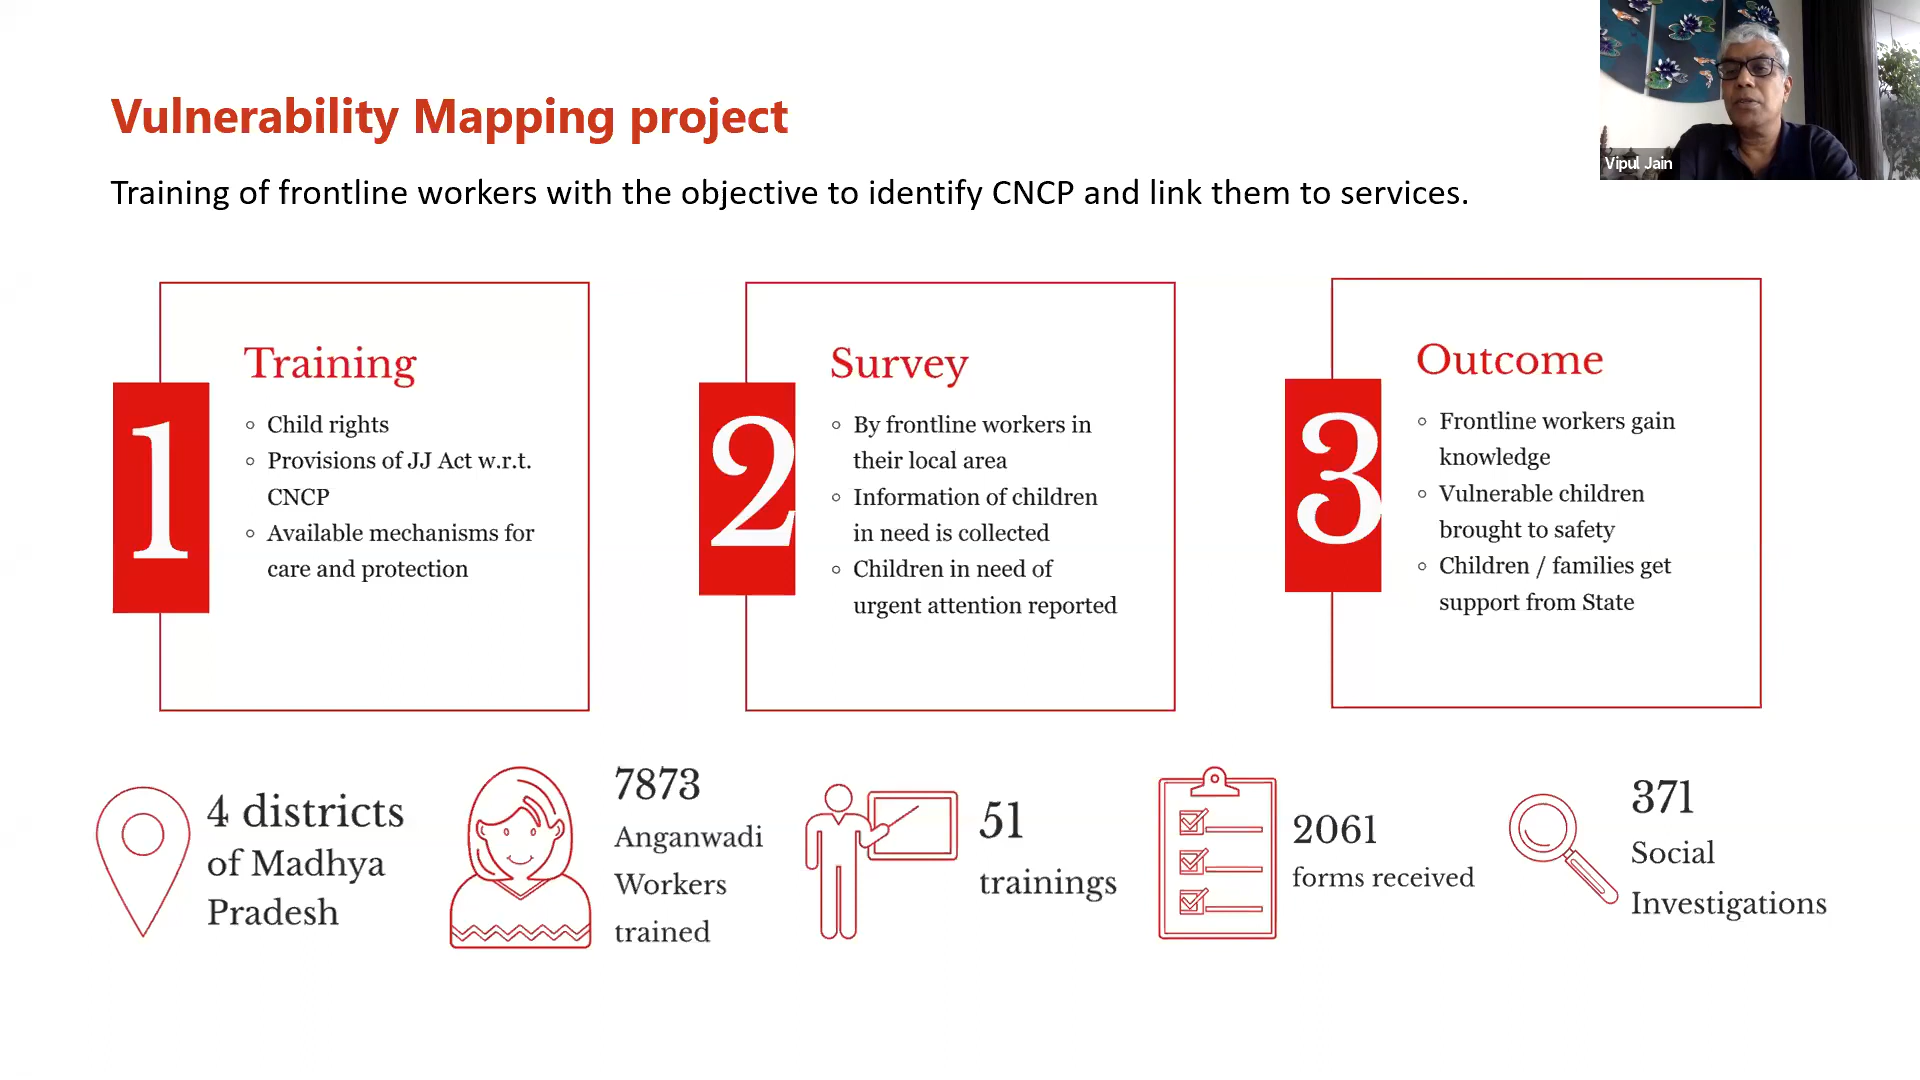 Vulnerability Mapping project
Training of frontline workers with the objective to identify CNCP and link them to services.
Vipul Jain
1
Training
Child rights
Provisions of JJ Act w.r.t.
CNCP
Available mechanisms for
care and protection
2
Survey
By frontline workers in
their local area
Information of children
in need is collected
Children in need of
urgent attention reported
3
Outcome
Frontline workers gain
knowledge
Vulnerable children
brought to safety
Children / families get
support from State
4 districts
of Madhya
Pradesh
7873
Anganwadi
Workers
trained
51
trainings
2061
forms received
371
Social
Investigations